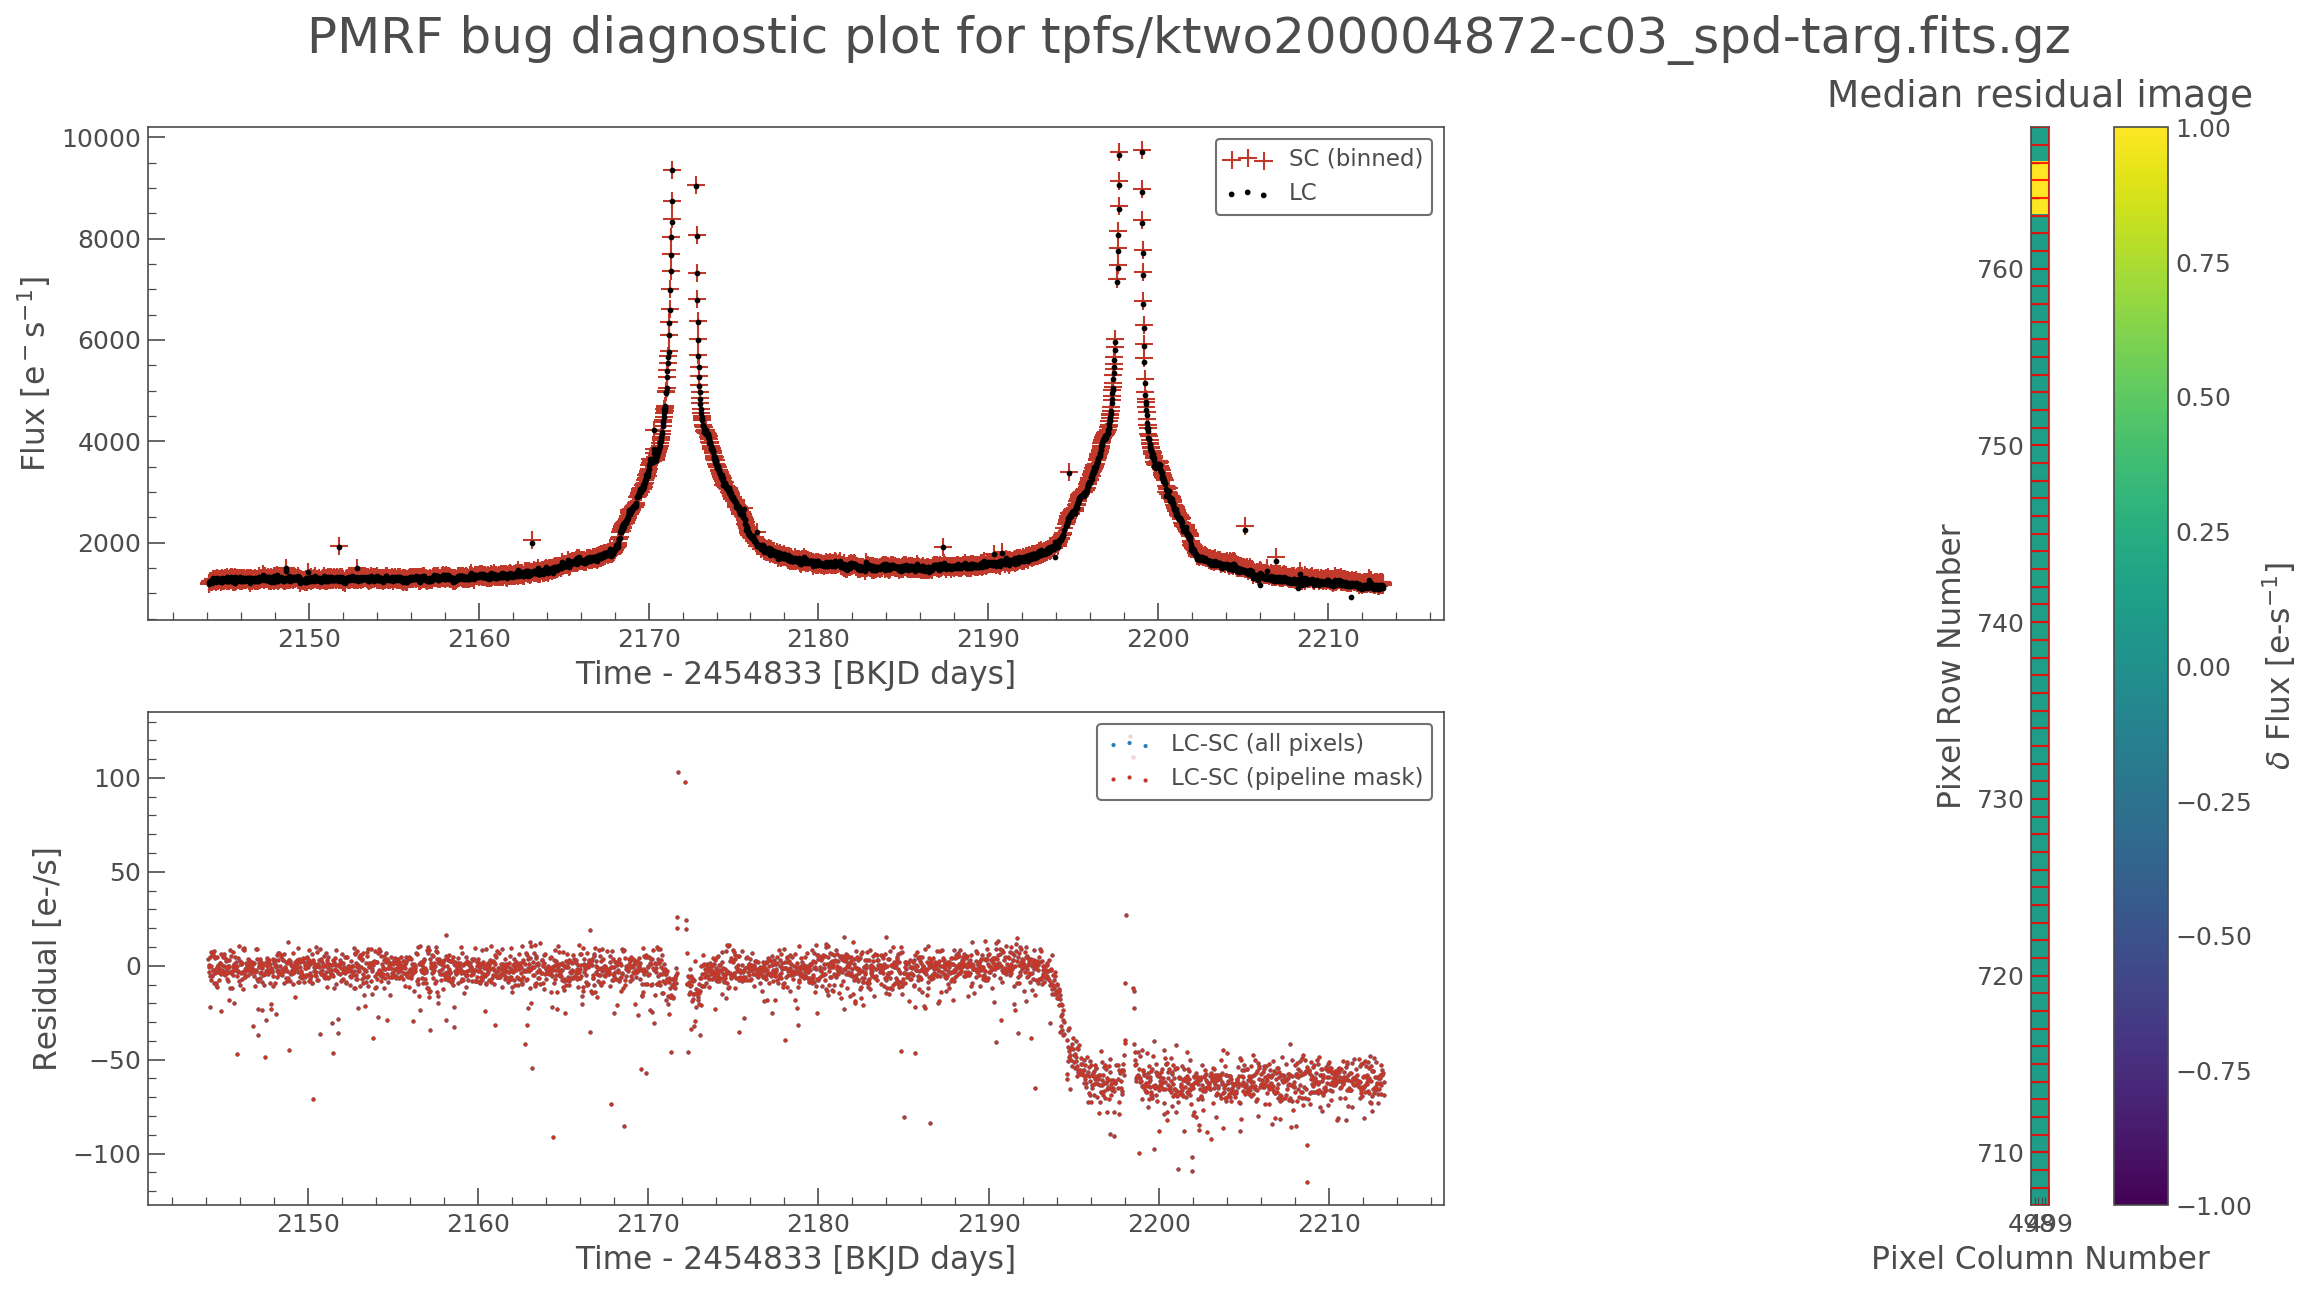 PMRF bug diagnostic plot for tpfs/ktwo200004872-c03_spd-targ.fits.gz
Flux [e⁻ s⁻¹]
10000
8000
6000
4000
2000
SC (binned)
LC
2150 2160 2170 2180 2190 2200 2210
Time - 2454833 [BKJD days]
Residual [e-/s]
100
50
0
−50
−100
LC-SC (all pixels)
LC-SC (pipeline mask)
2150 2160 2170 2180 2190 2200 2210
Time - 2454833 [BKJD days]
Median residual image
Pixel Row Number
760
750
740
730
720
710
498 499
Pixel Column Number
1.00
0.75
0.50
0.25
0.00
−0.25
−0.50
−0.75
−1.00
δ Flux [e-s⁻¹]